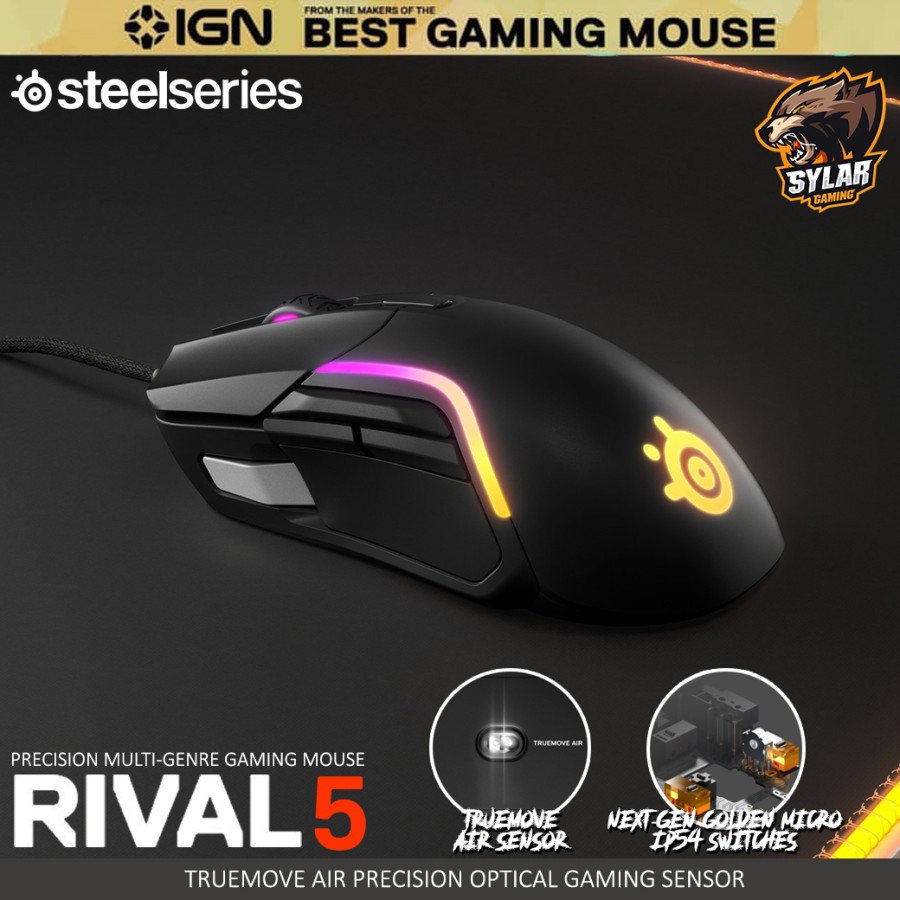 IGN
FROM THE MAKERS OF THE
BEST GAMING MOUSE
steelseries
SYLAR
GAMING
TRUEMOVE AIR
PRECISION MULTI-GENRE GAMING MOUSE
RIVAL 5
TRUEMOVE
AIR SENSOR
NEXT-GEN GOLDEN MICRO
IP54 SWITCHES
TRUEMOVE AIR PRECISION OPTICAL GAMING SENSOR